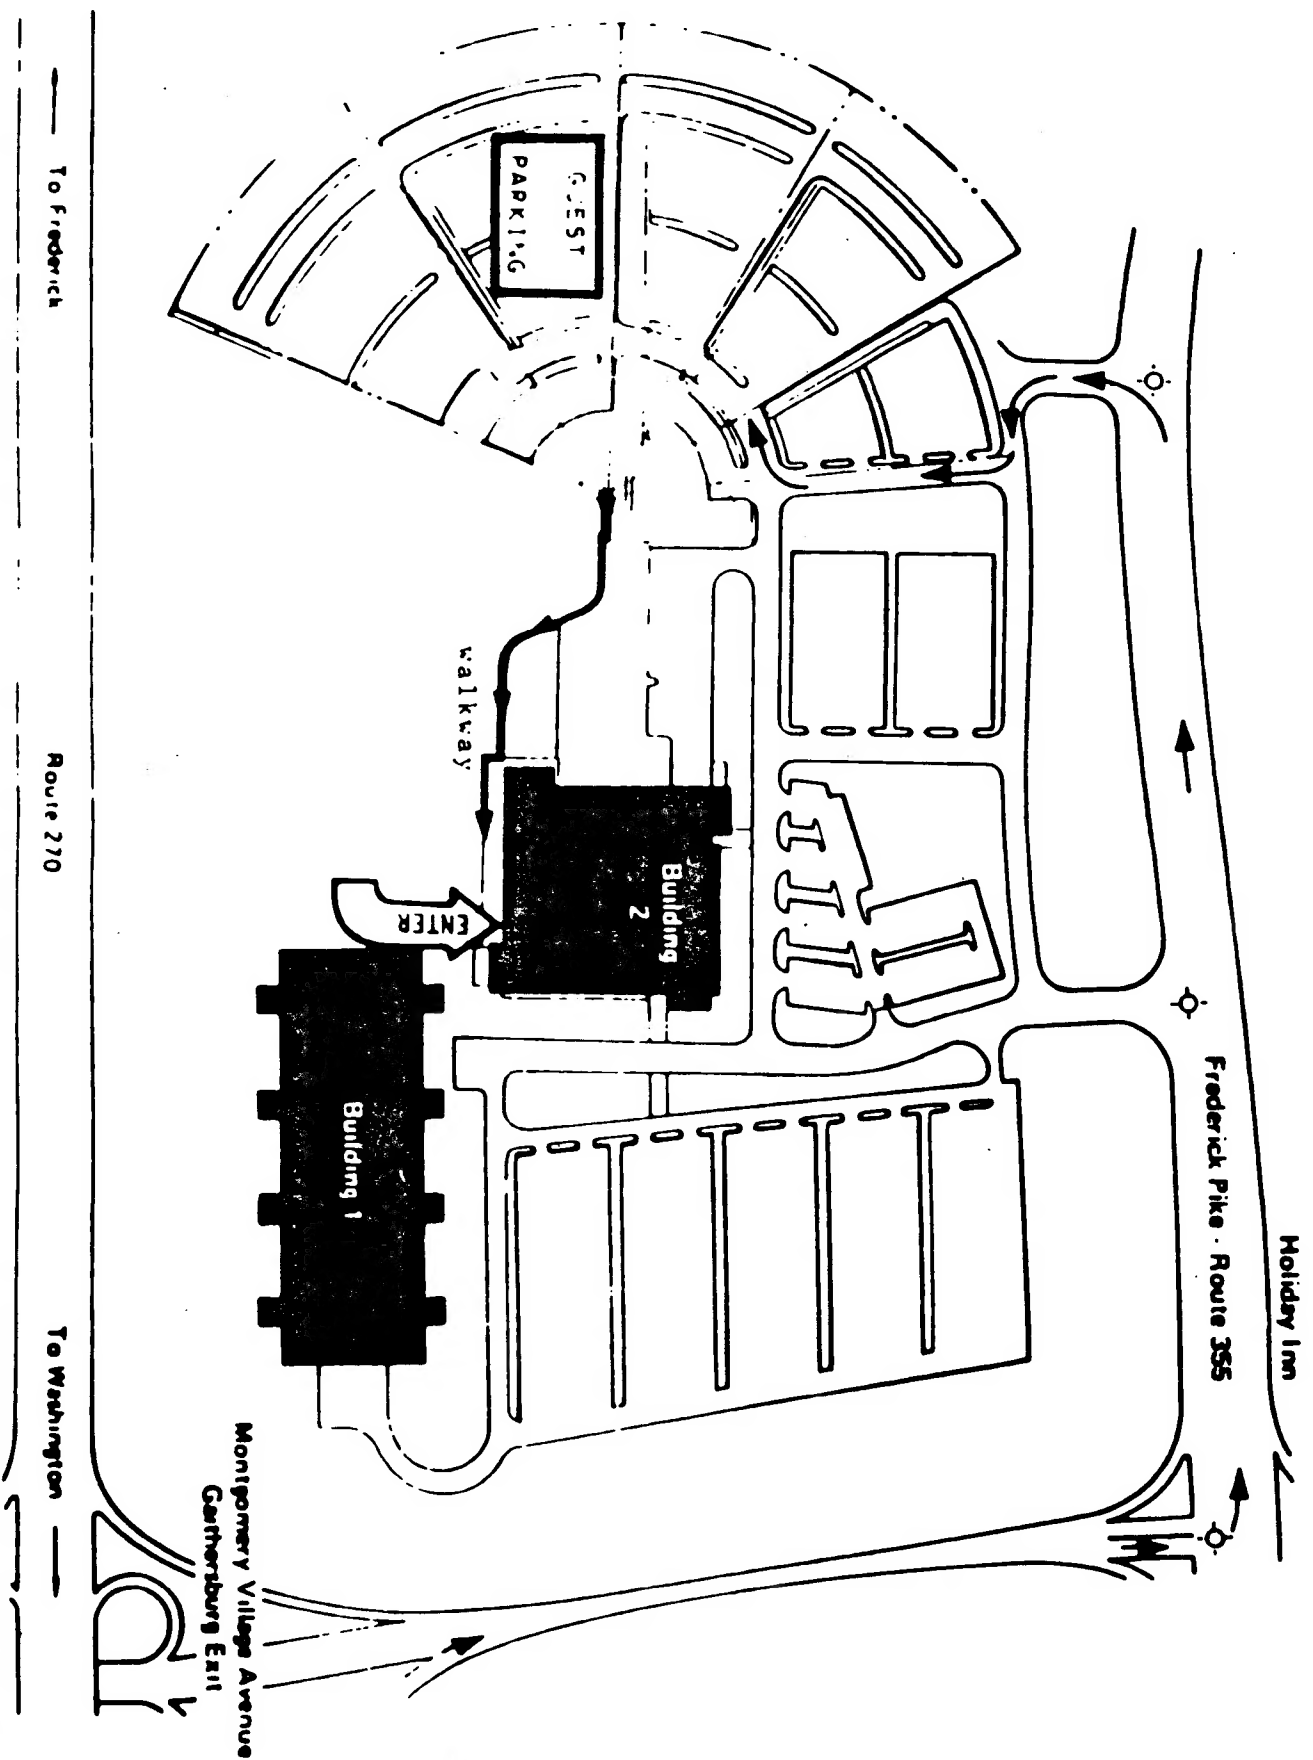 Holiday Inn
Frederick Pike - Route 355
GUEST
PARKING
walkway
Building
2
ENTER
Building 1
Montgomery Village Avenue
Gaithersburg Exit
To Frederick
Route 270
To Washington